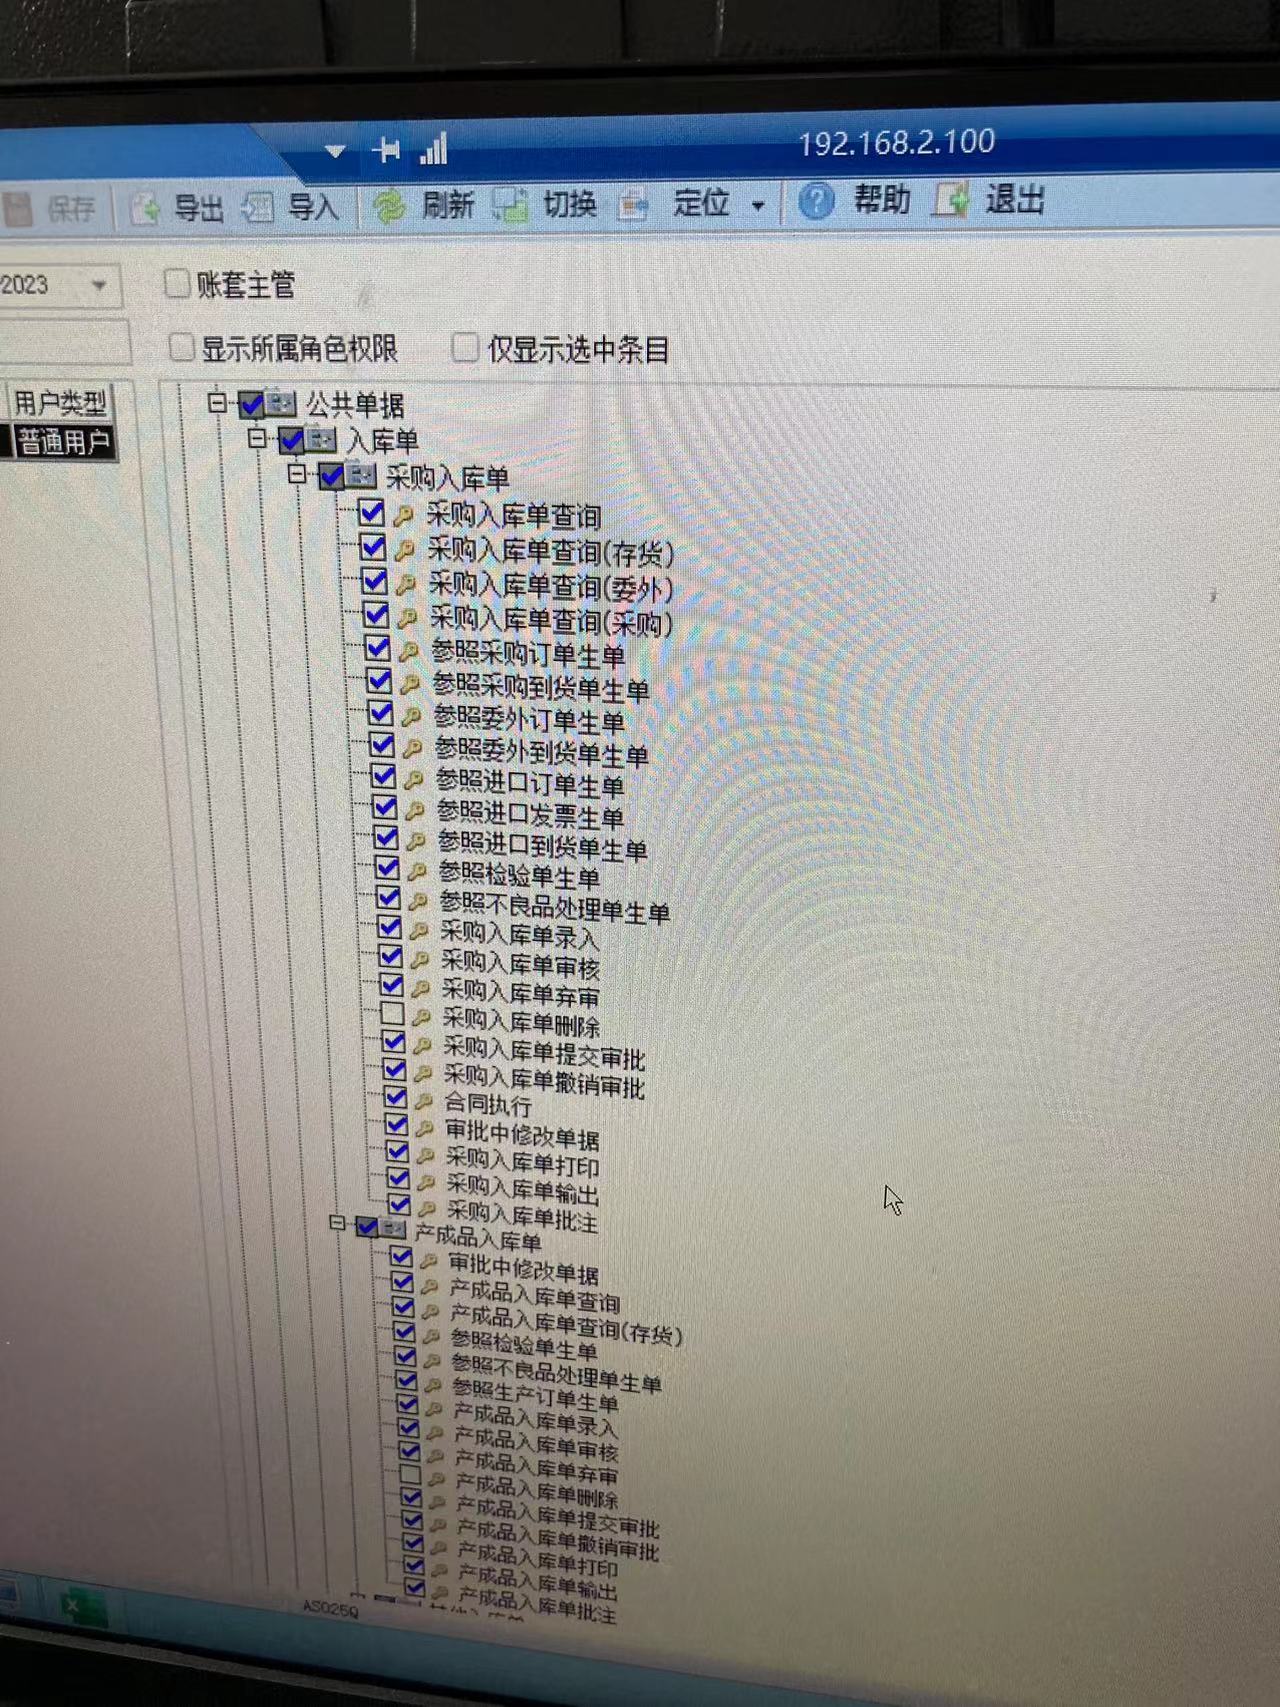 192.168.2.100
保存 导出 导入 刷新 切换 定位 帮助 退出
2023 账套主管
显示所属角色权限 仅显示选中条目
用户类型
普通用户
公共单据
入库单
采购入库单
采购入库单查询
采购入库单查询(存货)
采购入库单查询(委外)
采购入库单查询(采购)
参照采购订单生单
参照采购到货单生单
参照委外订单生单
参照委外到货单生单
参照进口订单生单
参照进口发票生单
参照进口到货单生单
参照检验单生单
参照不良品处理单生单
采购入库单录入
采购入库单审核
采购入库单弃审
采购入库单删除
采购入库单提交审批
采购入库单撤销审批
合同执行
审批中修改单据
采购入库单打印
采购入库单输出
采购入库单批注
产成品入库单
审批中修改单据
产成品入库单查询
产成品入库单查询(存货)
参照检验单生单
参照不良品处理单生单
参照生产订单生单
产成品入库单录入
产成品入库单审核
产成品入库单弃审
产成品入库单删除
产成品入库单提交审批
产成品入库单撤销审批
产成品入库单打印
产成品入库单输出
产成品入库单批注
AS025Q